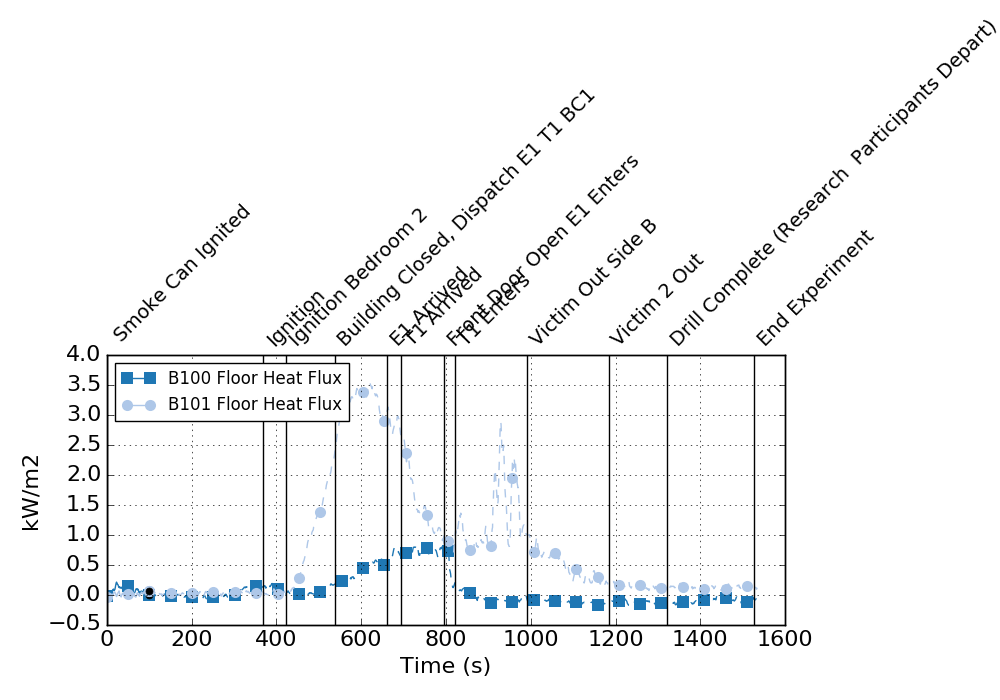 Smoke Can Ignited
Ignition
Ignition Bedroom 2
Building Closed, Dispatch E1 T1 BC1
E1 Arrived
T1 Arrived
Front Door Open E1 Enters
T1 Enters
Victim Out Side B
Victim 2 Out
Drill Complete (Research  Participants Depart)
End Experiment
4.0
3.5
3.0
2.5
2.0
1.5
1.0
0.5
0.0
−0.5
kW/m2
B100 Floor Heat Flux
B101 Floor Heat Flux
0 200 400 600 800 1000 1200 1400 1600
Time (s)